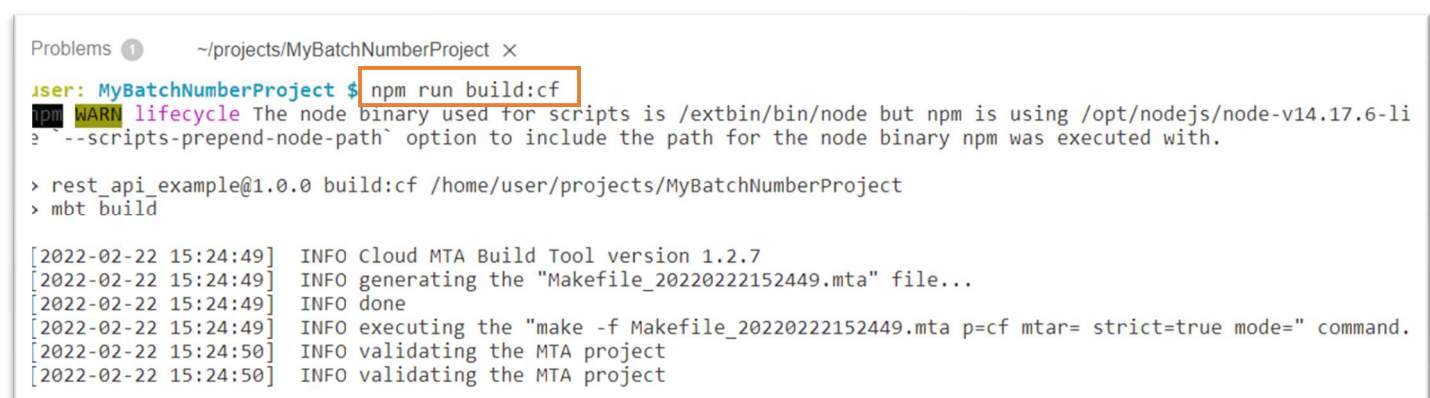 Problems 1 ~/projects/MyBatchNumberProject ×
user: MyBatchNumberProject $ npm run build:cf
npm WARN lifecycle The node binary used for scripts is /extbin/bin/node but npm is using /opt/nodejs/node-v14.17.6-li
e `--scripts-prepend-node-path` option to include the path for the node binary npm was executed with.
> rest_api_example@1.0.0 build:cf /home/user/projects/MyBatchNumberProject
> mbt build
[2022-02-22 15:24:49] INFO Cloud MTA Build Tool version 1.2.7
[2022-02-22 15:24:49] INFO generating the "Makefile_20220222152449.mta" file...
[2022-02-22 15:24:49] INFO done
[2022-02-22 15:24:49] INFO executing the "make -f Makefile_20220222152449.mta p=cf mtar= strict=true mode=" command.
[2022-02-22 15:24:50] INFO validating the MTA project
[2022-02-22 15:24:50] INFO validating the MTA project